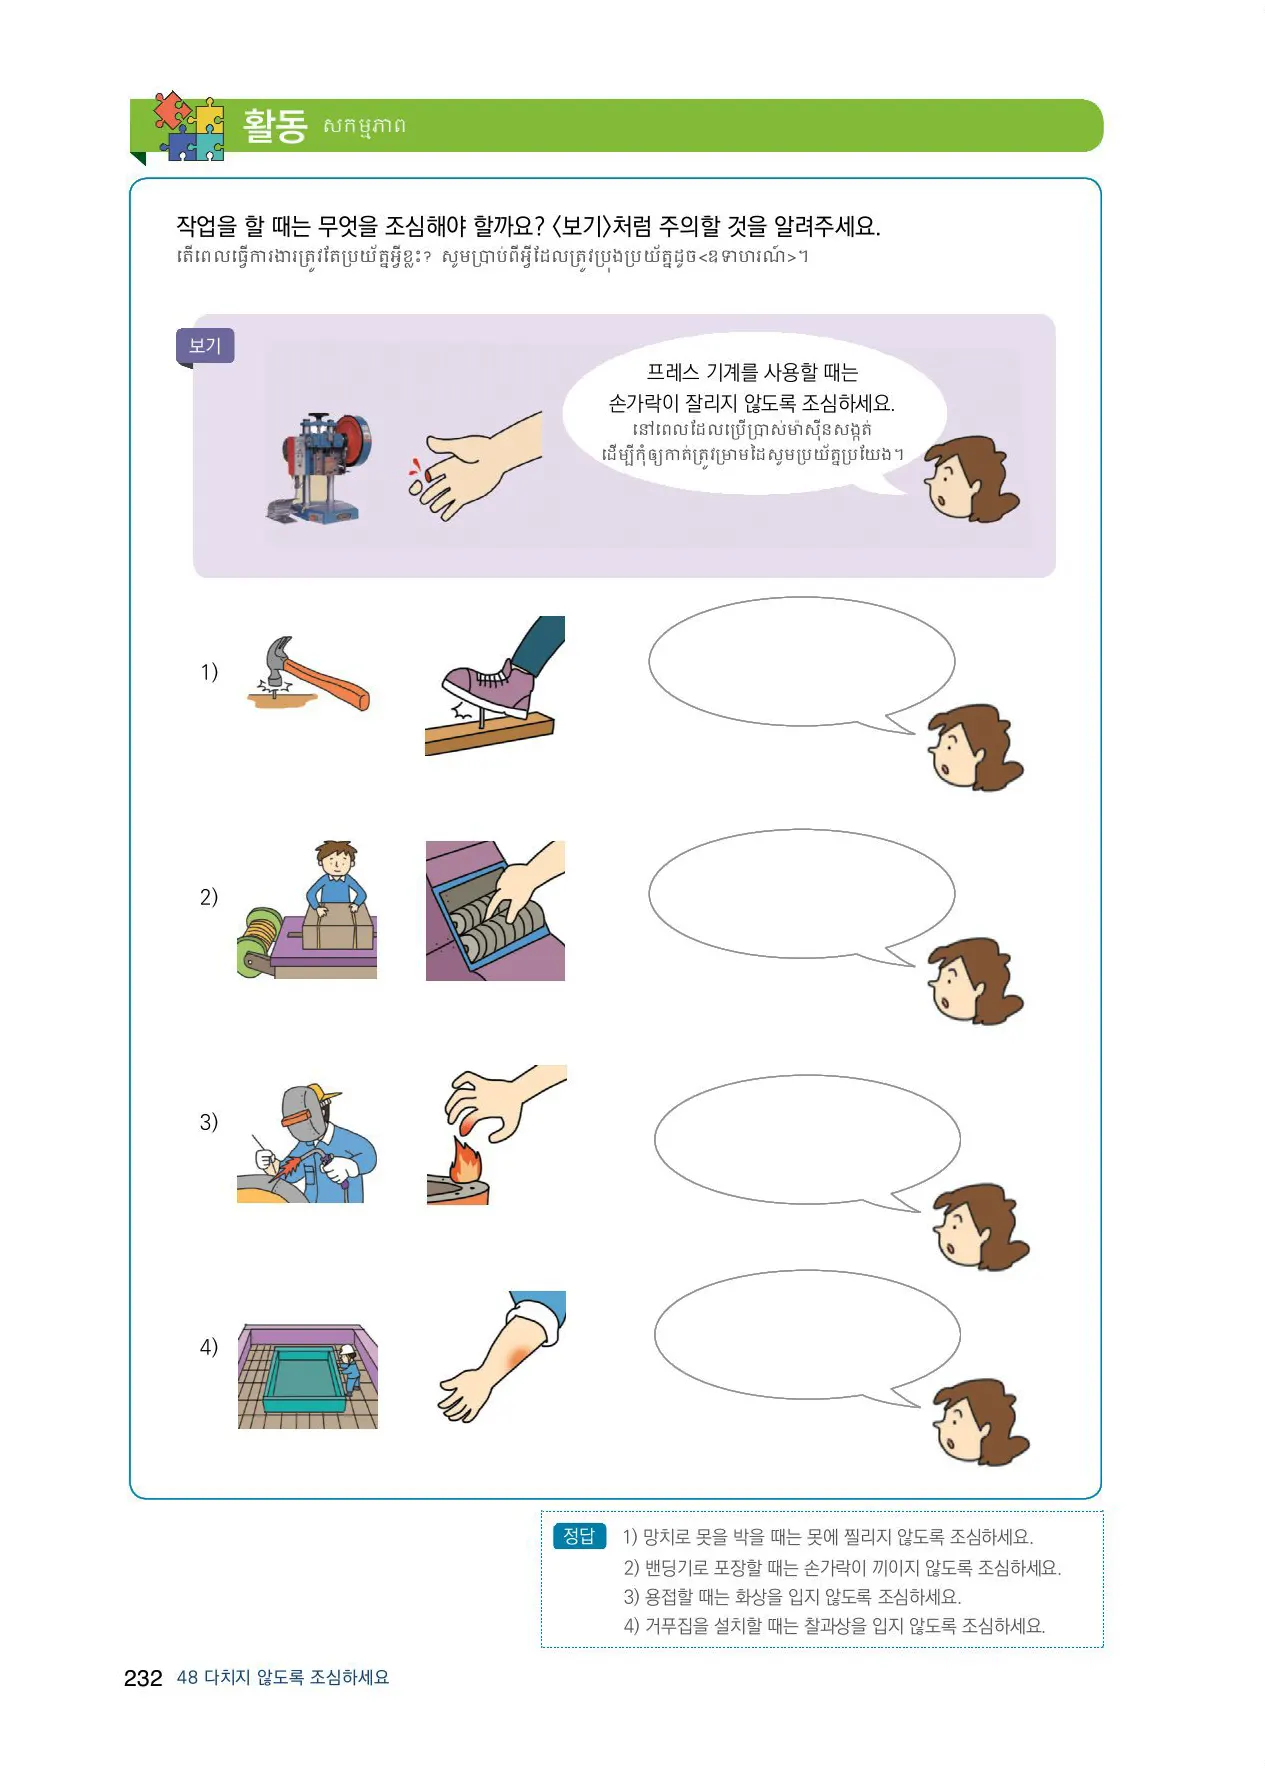 활동 សកម្មភាព
작업을 할 때는 무엇을 조심해야 할까요? <보기>처럼 주의할 것을 알려주세요.
តើពេលធ្វើការងារត្រូវតែប្រយ័ត្នអ្វីខ្លះ? សូមប្រាប់ពីអ្វីដែលត្រូវប្រុងប្រយ័ត្នដូច<ឧទាហរណ៍>។
보기
프레스 기계를 사용할 때는
손가락이 잘리지 않도록 조심하세요.
នៅពេលដែលប្រើប្រាស់ម៉ាស៊ីនសង្កត់
ដើម្បីកុំឲ្យកាត់ត្រូវម្រាមដៃសូមប្រយ័ត្នប្រយែង។
1)
2)
3)
4)
정답 1) 망치로 못을 박을 때는 못에 찔리지 않도록 조심하세요.
2) 밴딩기로 포장할 때는 손가락이 끼이지 않도록 조심하세요.
3) 용접할 때는 화상을 입지 않도록 조심하세요.
4) 거푸집을 설치할 때는 찰과상을 입지 않도록 조심하세요.
232 48 다치지 않도록 조심하세요